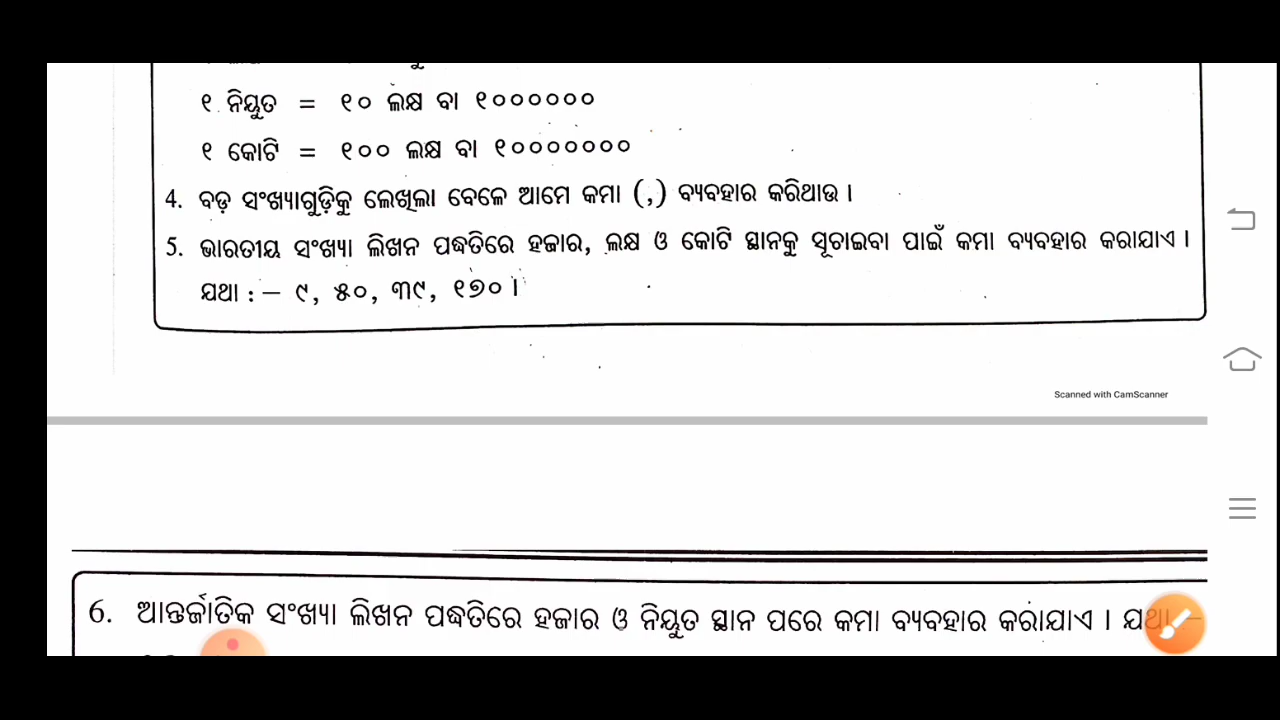 ୧ ନିୟୁତ = ୧୦ ଲକ୍ଷ ବା ୧୦୦୦୦୦୦
୧ କୋଟି = ୧୦୦ ଲକ୍ଷ ବା ୧୦୦୦୦୦୦୦
4. ବଡ଼ ସଂଖ୍ୟାଗୁଡ଼ିକୁ ଲେଖିଲା ବେଳେ ଆମେ କମା (,) ବ୍ୟବହାର କରିଥାଉ ।
5. ଭାରତୀୟ ସଂଖ୍ୟା ଲିଖନ ପଦ୍ଧତିରେ ହଜାର, ଲକ୍ଷ ଓ କୋଟି ସ୍ଥାନକୁ ସୂଚାଇବା ପାଇଁ କମା ବ୍ୟବହାର କରାଯାଏ ।
ଯଥା : – ୯, ୫୦, ୩୯, ୧୭୦ ।
Scanned with CamScanner
6. ଆନ୍ତର୍ଜାତିକ ସଂଖ୍ୟା ଲିଖନ ପଦ୍ଧତିରେ ହଜାର ଓ ନିୟୁତ ସ୍ଥାନ ପରେ କମା ବ୍ୟବହାର କରାଯାଏ । ଯଥା –